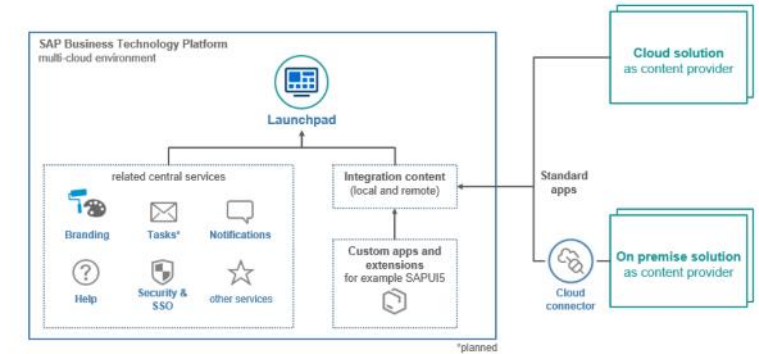 SAP Business Technology Platform
multi-cloud environment
Launchpad
related central services
Branding
Tasks*
Notifications
Help
Security &
SSO
other services
Integration content
(local and remote)
Custom apps and
extensions
for example SAPUI5
Standard
apps
Cloud solution
as content provider
Cloud
connector
On premise solution
as content provider
*planned